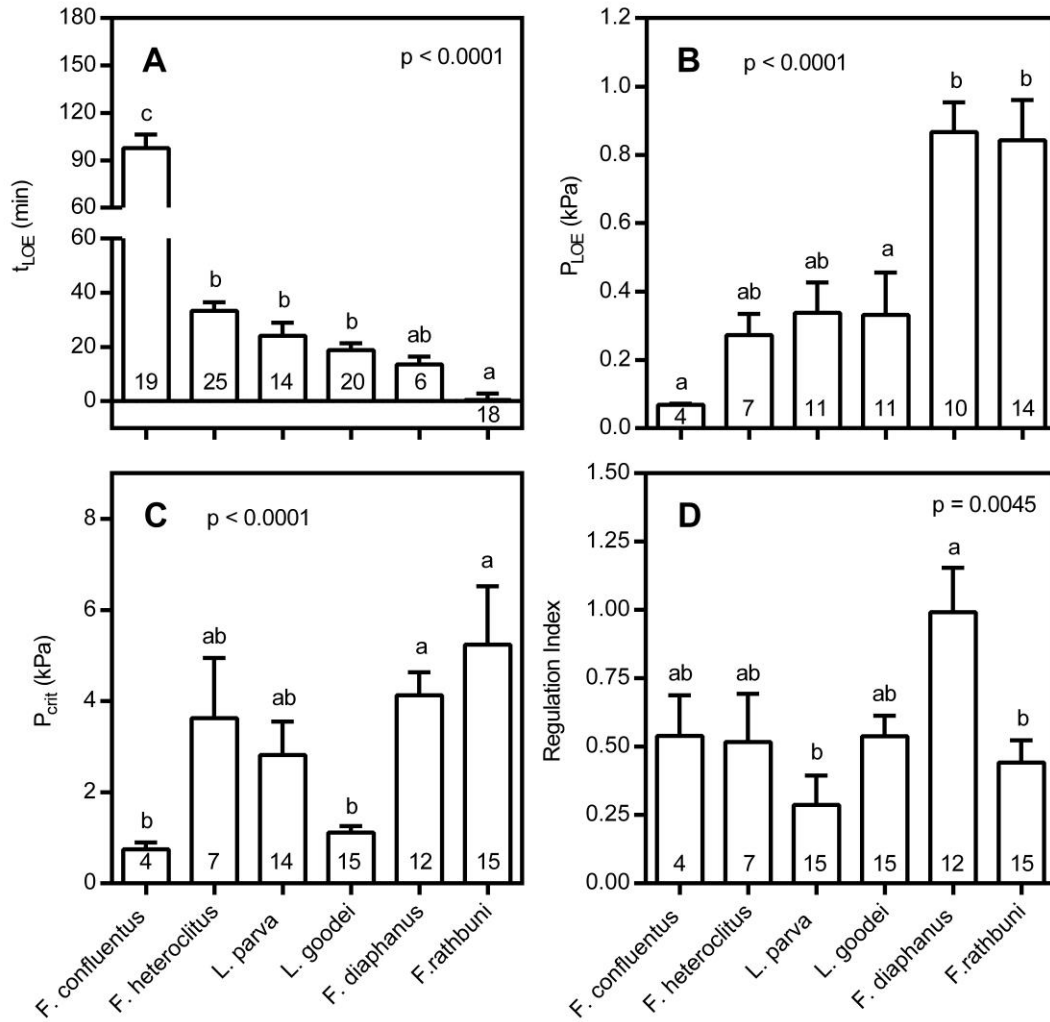 A
p < 0.0001
tLOE (min)
180
150
120
90
60
60
40
20
0
c
b
b
b
ab
a
19
25
14
20
6
18
B
p < 0.0001
PLOE (kPa)
1.2
1.0
0.8
0.6
0.4
0.2
0.0
a
ab
ab
a
b
b
4
7
11
11
10
14
C
p < 0.0001
Pcrit (kPa)
8
6
4
2
0
b
ab
ab
b
a
a
4
7
14
15
12
15
F. confluentus
F. heteroclitus
L. parva
L. goodei
F. diaphanus
F.rathbuni
D
p = 0.0045
Regulation Index
1.50
1.25
1.00
0.75
0.50
0.25
0.00
ab
ab
b
ab
a
b
4
7
15
15
12
15
F. confluentus
F. heteroclitus
L. parva
L. goodei
F. diaphanus
F.rathbuni